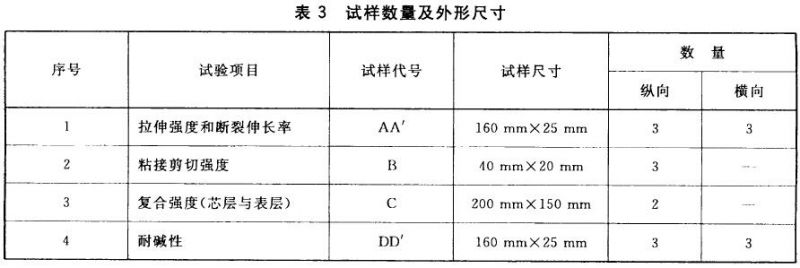 表 3 试样数量及外形尺寸
序号 试验项目 试样代号 试样尺寸 数 量
纵向 横向
1 拉伸强度和断裂伸长率 AA′ 160 mm×25 mm 3 3
2 粘接剪切强度 B 40 mm×20 mm 3 —
3 复合强度(芯层与表层) C 200 mm×150 mm 2 —
4 耐碱性 DD′ 160 mm×25 mm 3 3